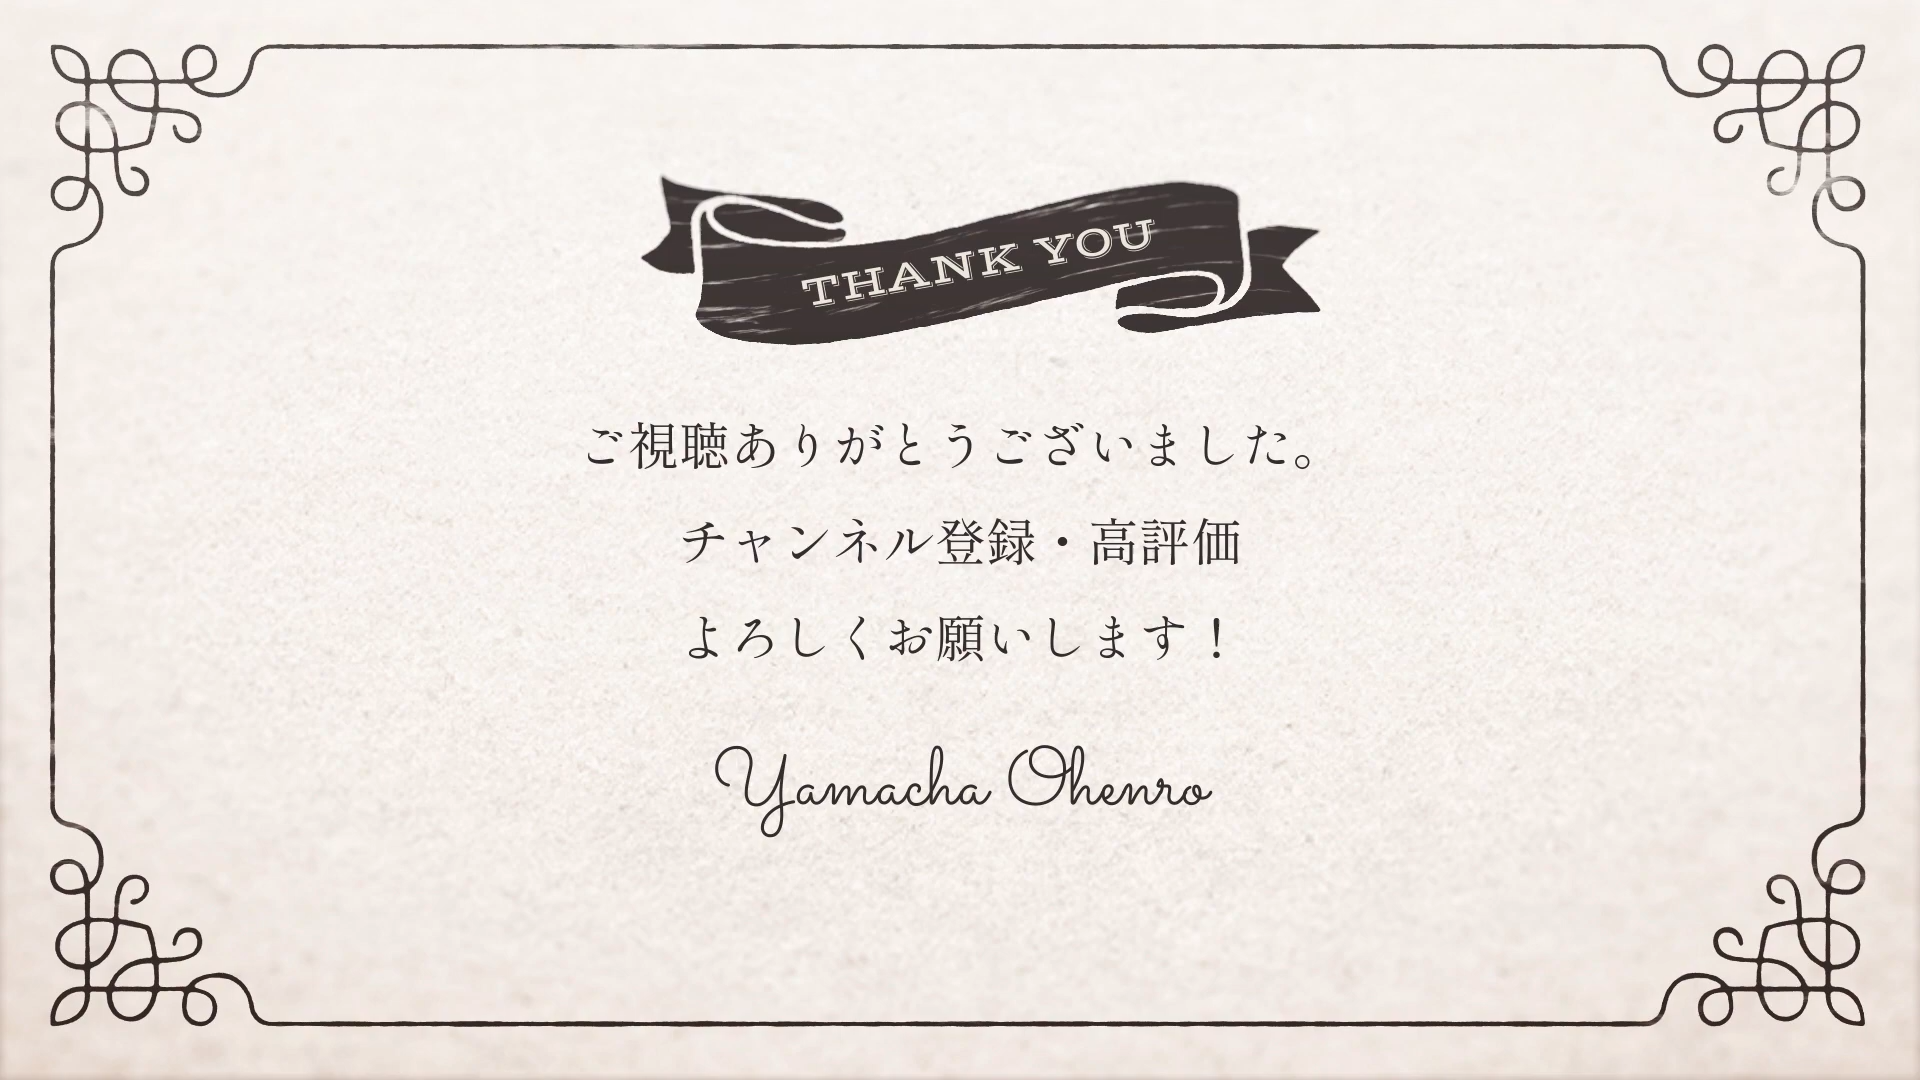 THANK YOU
ご視聴ありがとうございました。
チャンネル登録・高評価
よろしくお願いします！
Yamacha Ohenro